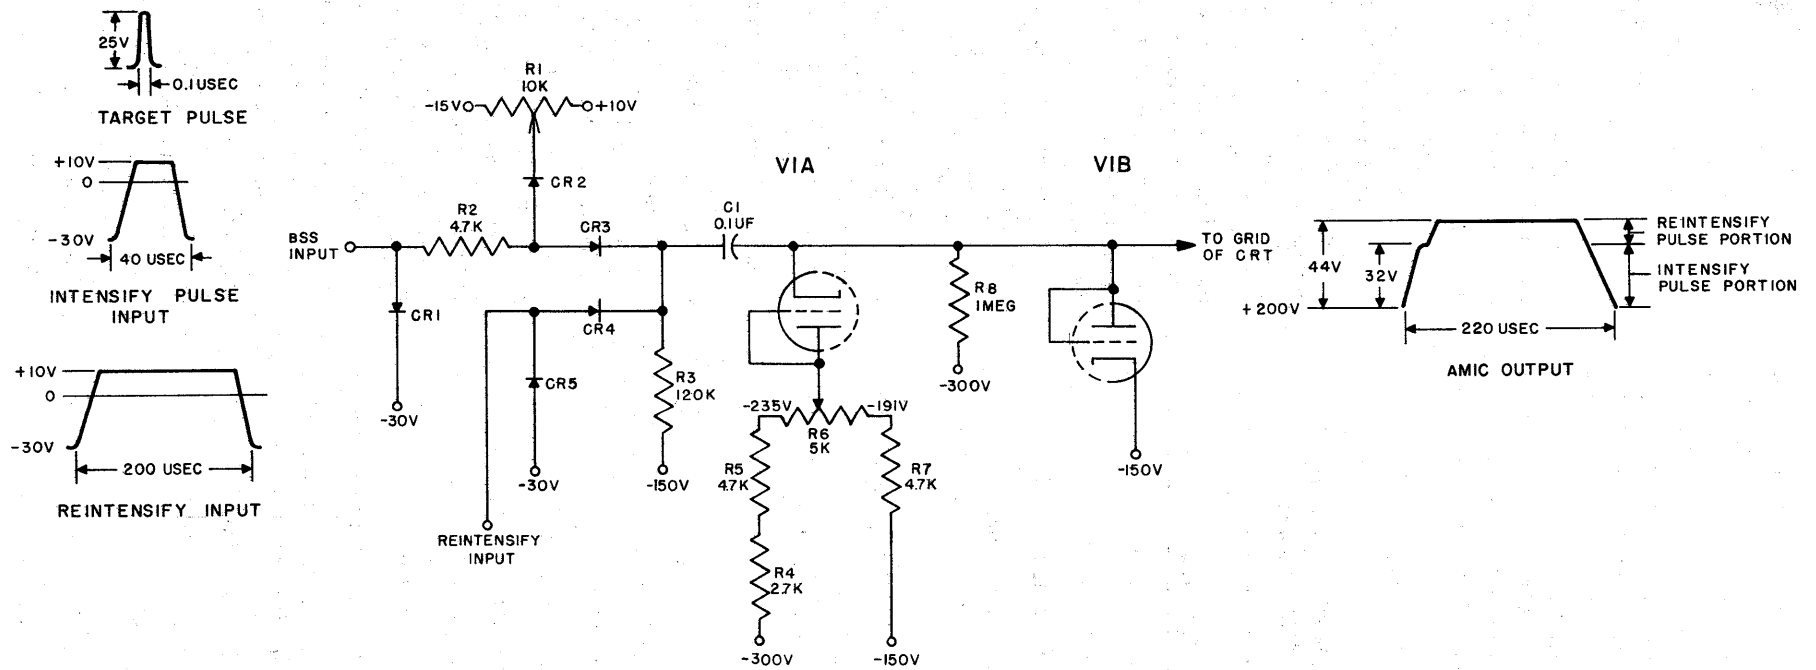 25V
0.1USEC
TARGET PULSE
+10V
0
-30V
40 USEC
INTENSIFY PULSE
INPUT
+10V
0
-30V
200 USEC
REINTENSIFY INPUT
R1
10K
-15V
+10V
CR2
R2
4.7K
CR3
BSS
INPUT
CR1
-30V
CR4
CR5
-30V
REINTENSIFY
INPUT
R3
120K
-150V
C1
0.1UF
V1A
-235V
-191V
R6
5K
R5
4.7K
R7
4.7K
R4
2.7K
-300V
-150V
R8
1MEG
-300V
V1B
-150V
TO GRID
OF CRT
44V
32V
+200V
220 USEC
REINTENSIFY
PULSE PORTION
INTENSIFY
PULSE PORTION
AMIC OUTPUT